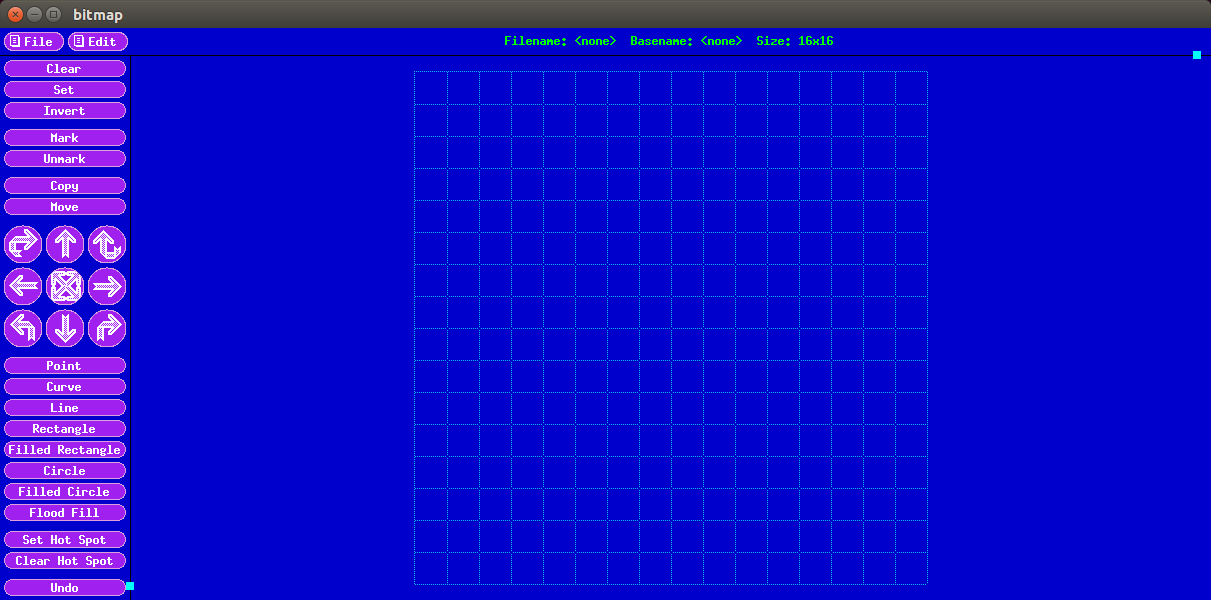 bitmap
File Edit Filename: <none> Basename: <none> Size: 16x16
Clear
Set
Invert
Mark
Unmark
Copy
Move
Point
Curve
Line
Rectangle
Filled Rectangle
Circle
Filled Circle
Flood Fill
Set Hot Spot
Clear Hot Spot
Undo